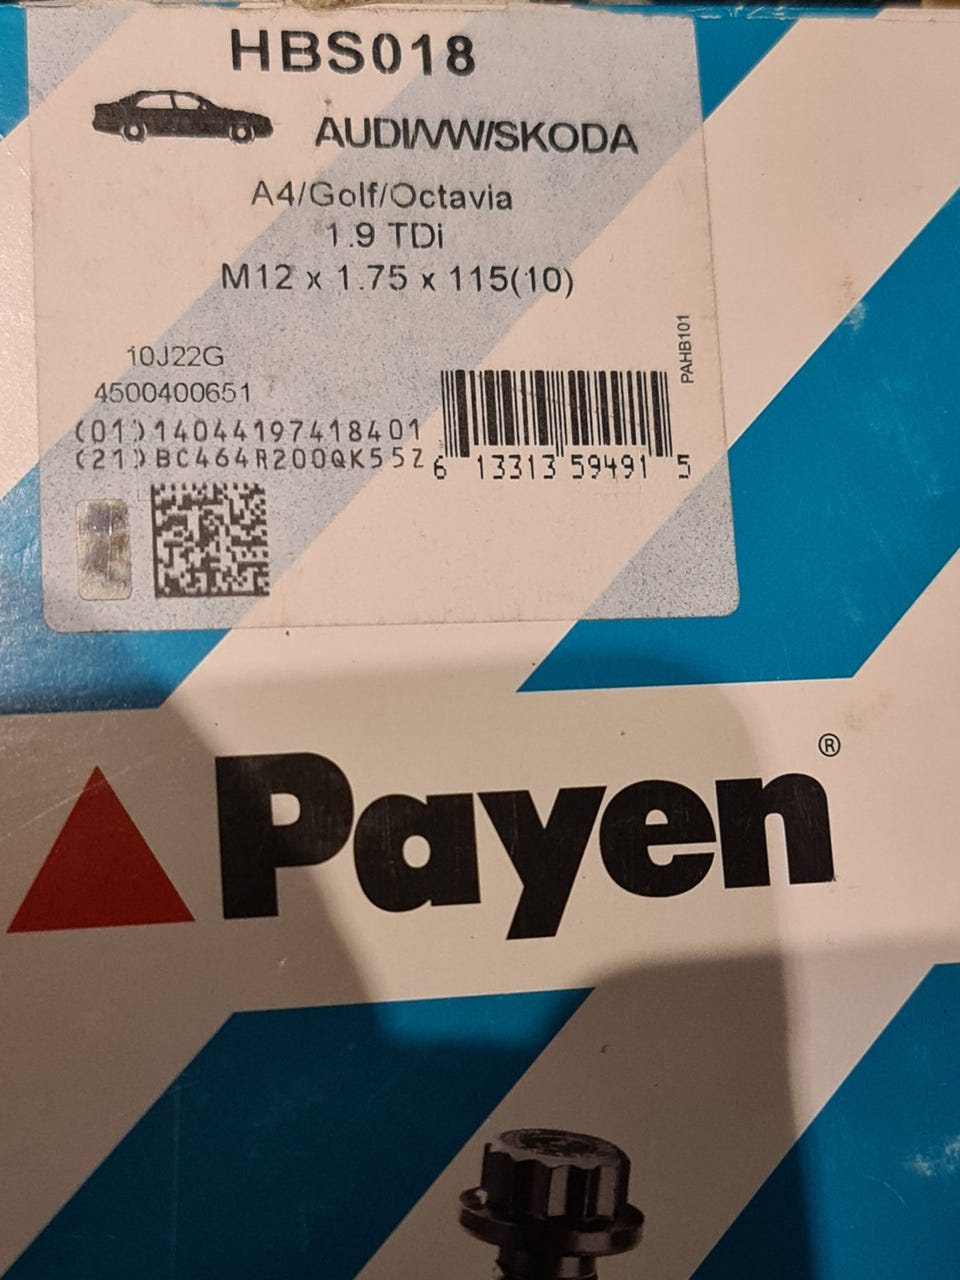 HBS018
AUDI/VW/SKODA
A4/Golf/Octavia
1.9 TDi
M12 x 1.75 x 115(10)
PAHB101
10J22G
4500400651
(01)14044197418401
(21)BC464R200QK55Z
6 13313 59491 5
Payen®